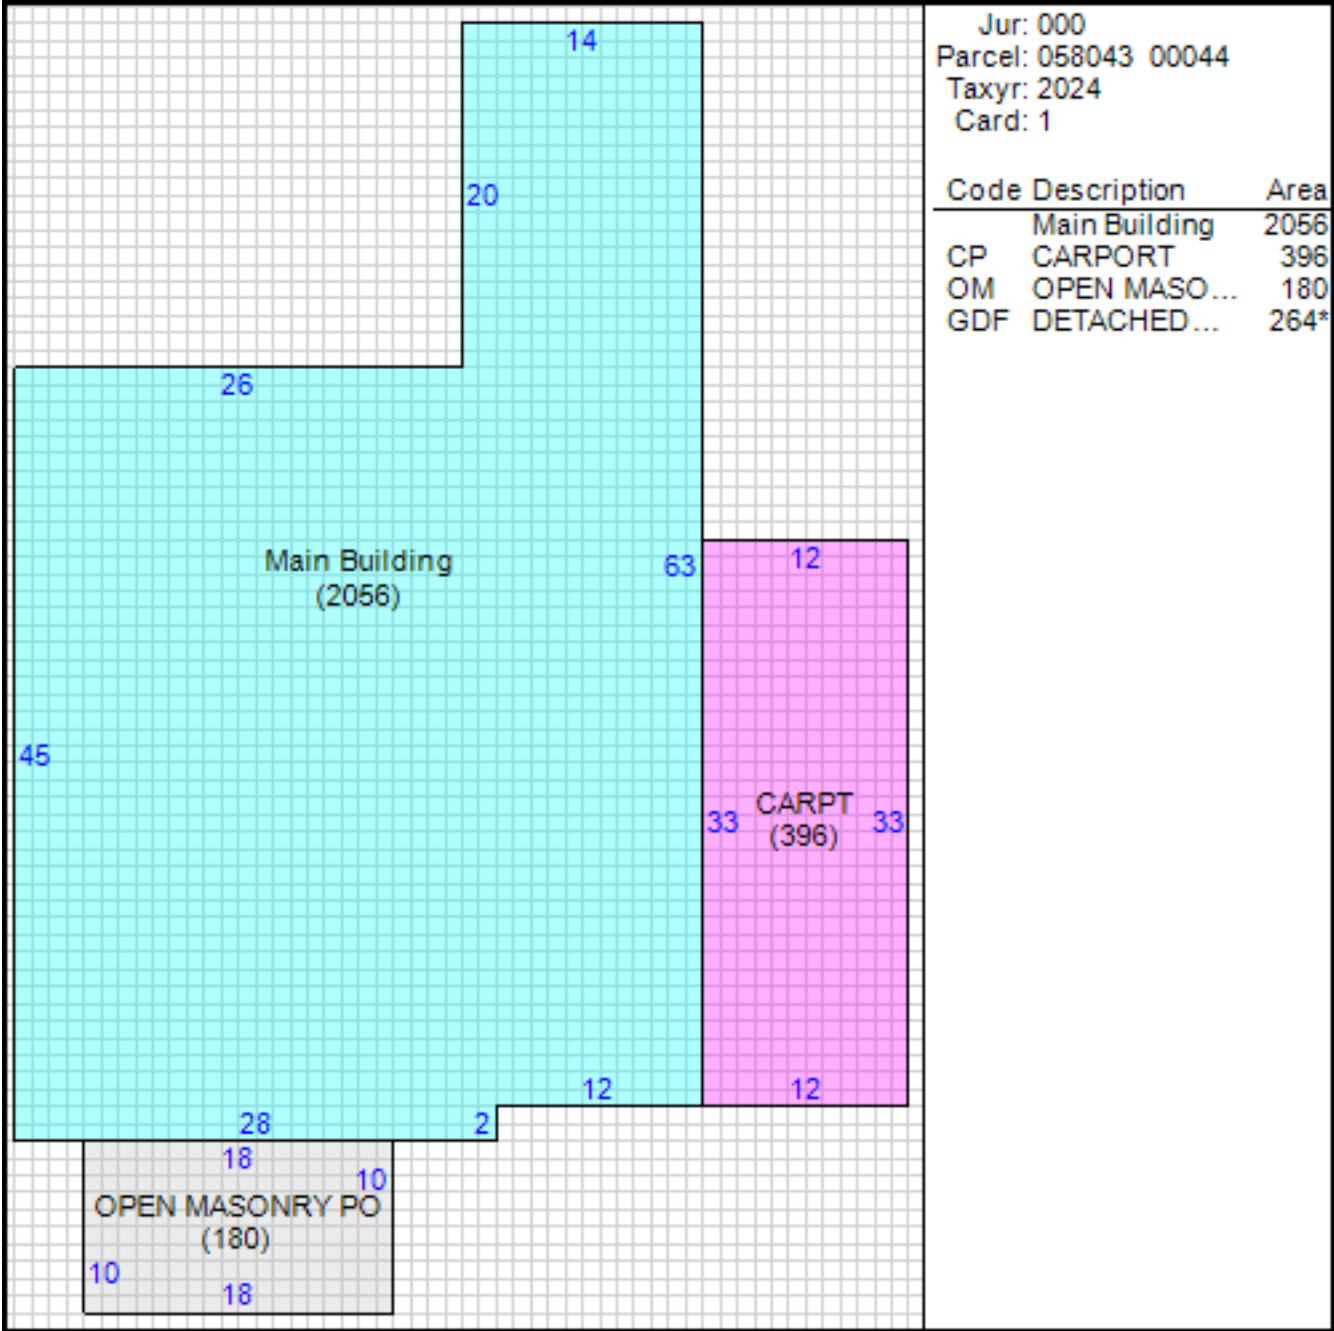 14
20
26
Main Building
(2056)
63
12
45
CARPT
(396)
33
33
12
12
28
2
18
10
OPEN MASONRY PO
(180)
10
18
Jur: 000
Parcel: 058043 00044
Taxyr: 2024
Card: 1
Code Description Area
Main Building 2056
CP CARPORT 396
OM OPEN MASO... 180
GDF DETACHED... 264*